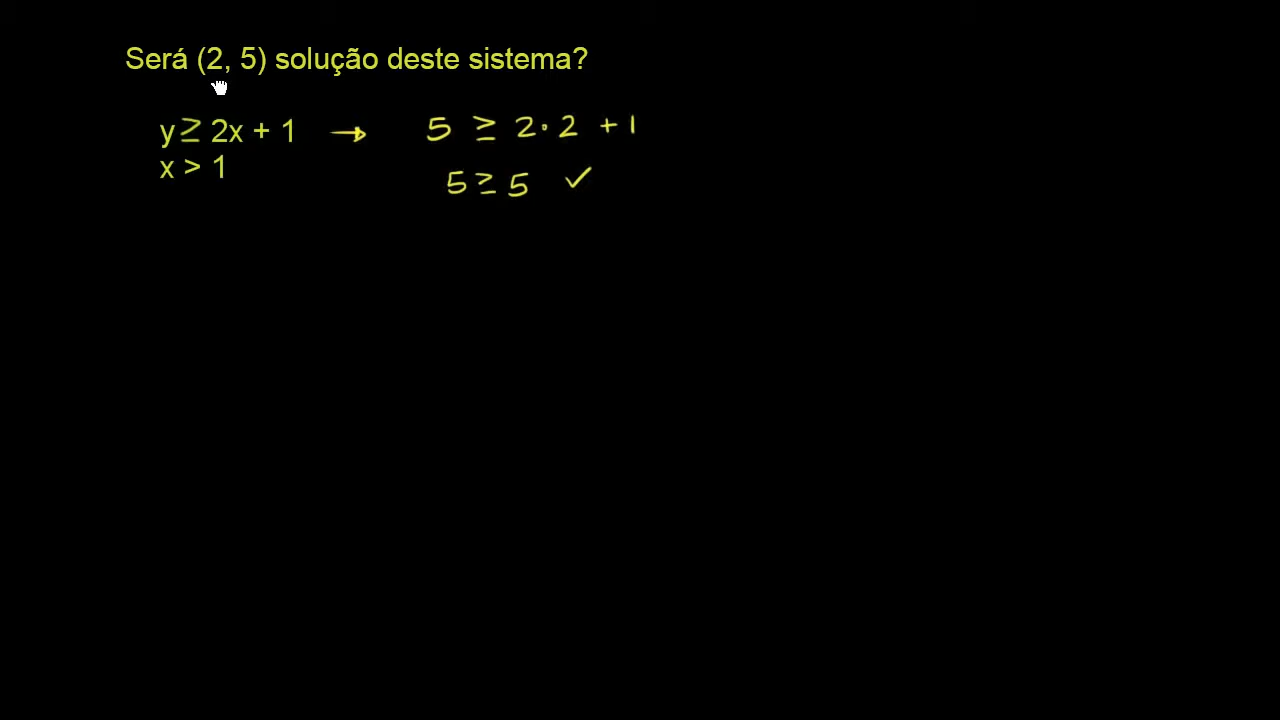 Será (2, 5) solução deste sistema?
y ≥ 2x + 1 → 5 ≥ 2·2 + 1
x > 1
5 ≥ 5 ✓